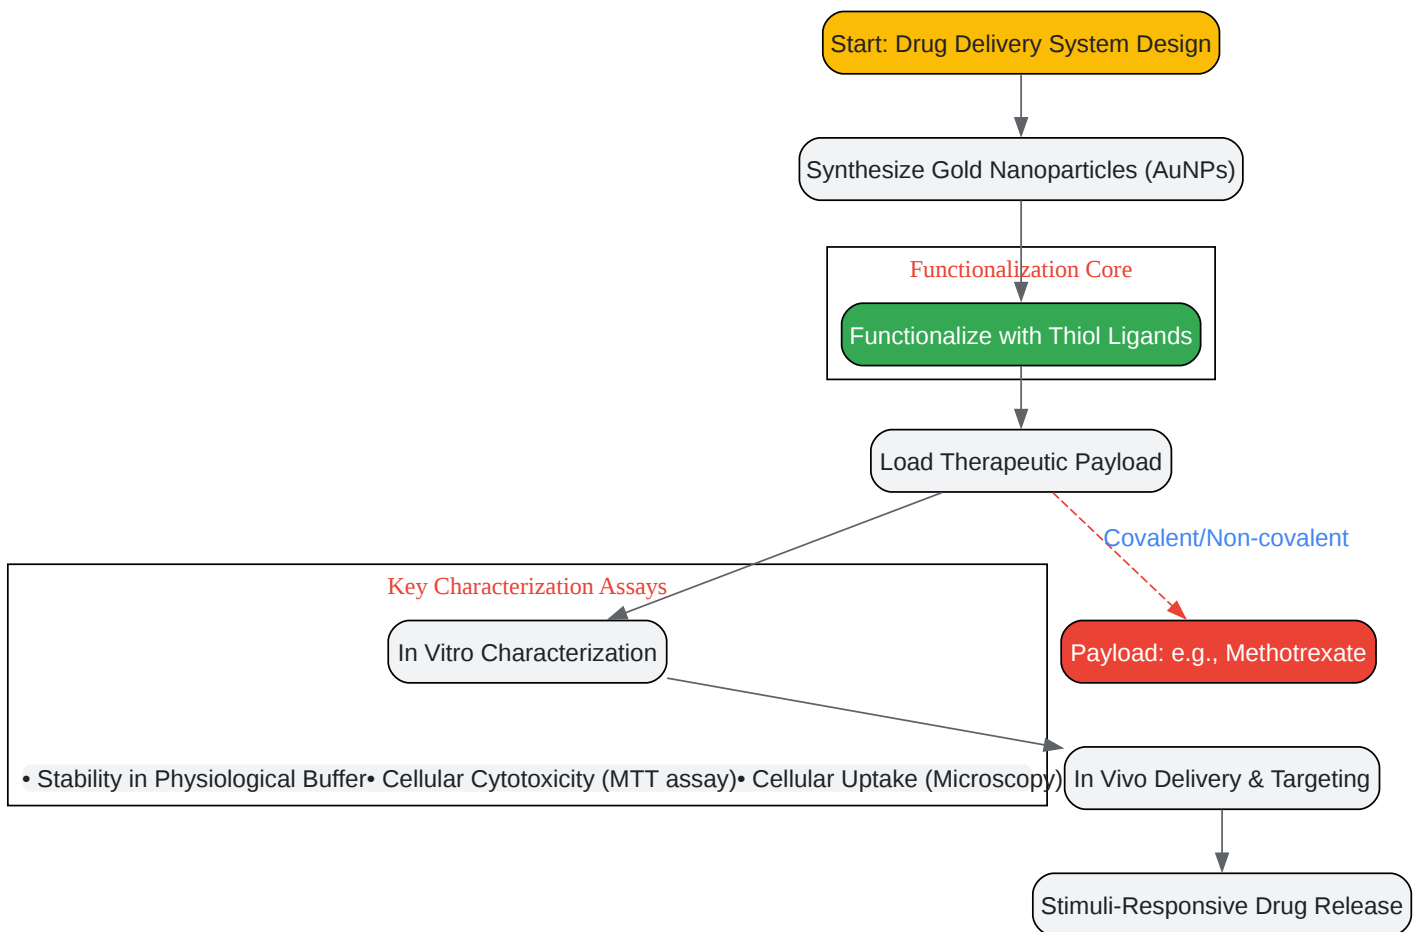 Start: Drug Delivery System Design
Synthesize Gold Nanoparticles (AuNPs)
Functionalization Core
Functionalize with Thiol Ligands
Load Therapeutic Payload
Covalent/Non-covalent
Key Characterization Assays
In Vitro Characterization
Payload: e.g., Methotrexate
• Stability in Physiological Buffer• Cellular Cytotoxicity (MTT assay)• Cellular Uptake (Microscopy)
In Vivo Delivery & Targeting
Stimuli-Responsive Drug Release